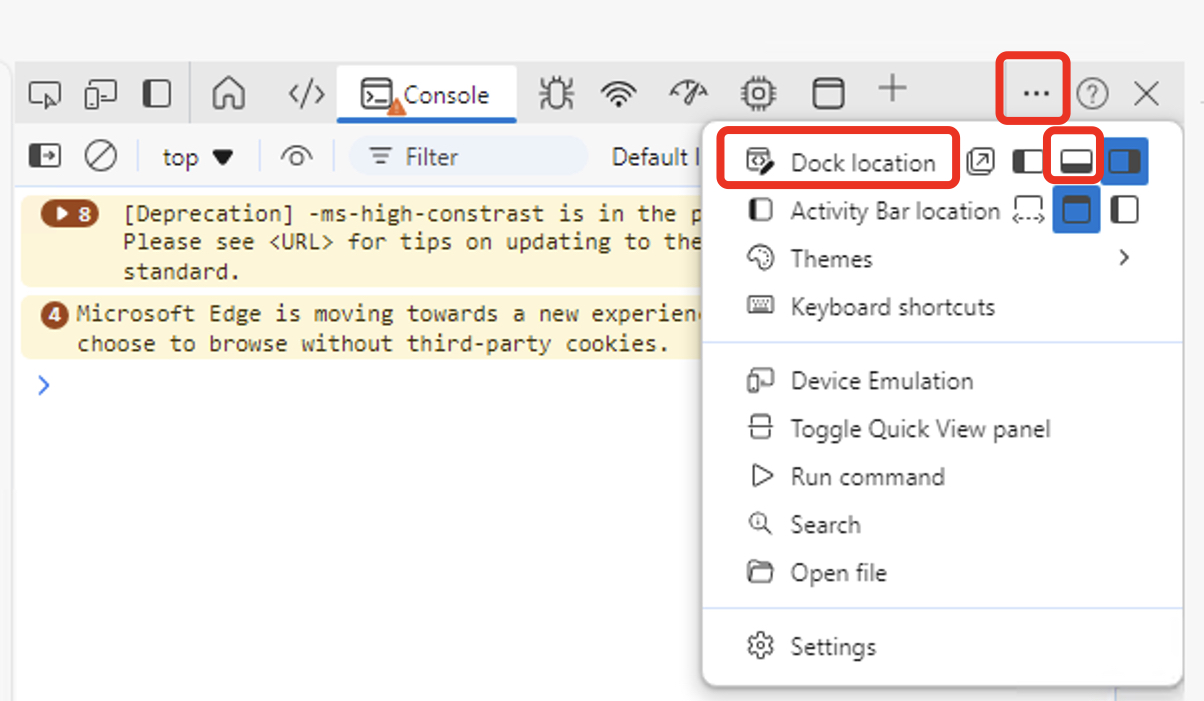 Console
top
Filter
Default l
8
[Deprecation] -ms-high-constrast is in the p
Please see <URL> for tips on updating to the
standard.
4
Microsoft Edge is moving towards a new experien
choose to browse without third-party cookies.
Dock location
Activity Bar location
Themes
Keyboard shortcuts
Device Emulation
Toggle Quick View panel
Run command
Search
Open file
Settings